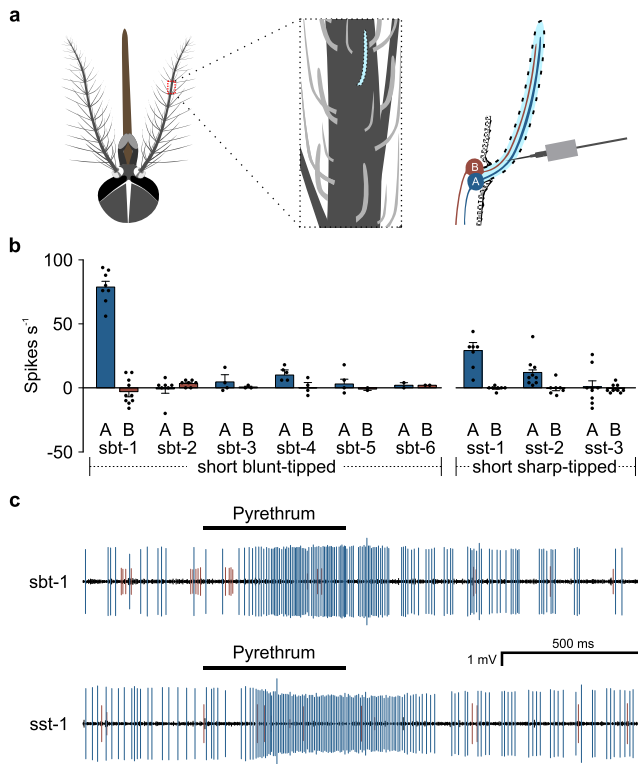 a
B
A
b
100
50
0
-50
Spikes s⁻¹
A B A B A B A B A B A B A B A B A B
sbt-1 sbt-2 sbt-3 sbt-4 sbt-5 sbt-6 sst-1 sst-2 sst-3
short blunt-tipped short sharp-tipped
c
Pyrethrum
sbt-1
Pyrethrum
500 ms
1 mV
sst-1